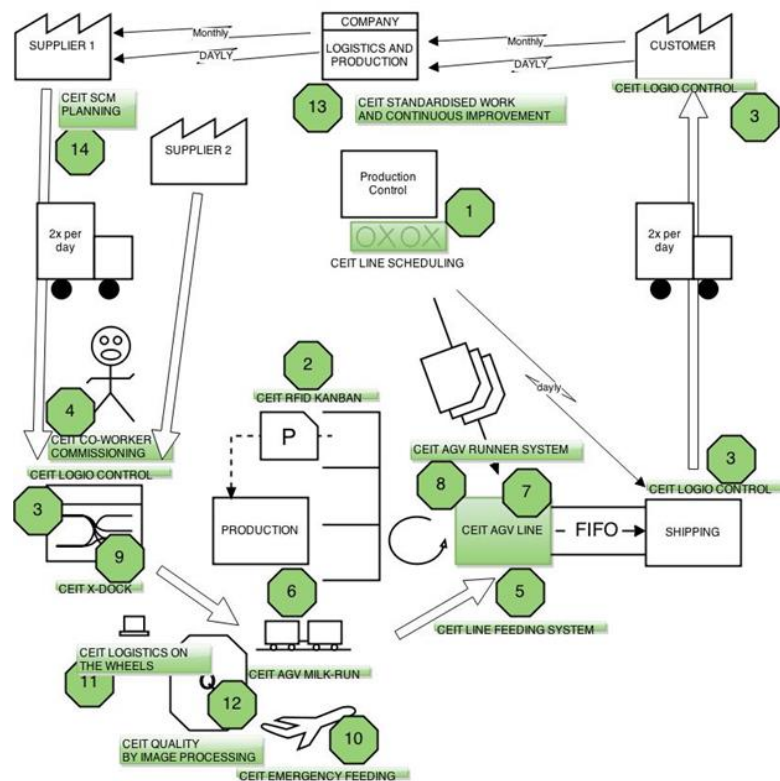 COMPANY
SUPPLIER 1
Monthly
DAYLY
LOGISTICS AND
PRODUCTION
Monthly
DAYLY
CUSTOMER
CEIT LOGIO CONTROL
3
CEIT SCM
PLANNING
14
13
CEIT STANDARDISED WORK
AND CONTINUOUS IMPROVEMENT
SUPPLIER 2
Production
Control
1
OXOX
CEIT LINE SCHEDULING
2x per
day
2x per
day
2
CEIT RFID KANBAN
dayly
4
CEIT CO-WORKER
COMMISSIONING
CEIT LOGIO CONTROL
P
CEIT AGV RUNNER SYSTEM
3
CEIT LOGIO CONTROL
3
9
CEIT X-DOCK
PRODUCTION
8
7
CEIT AGV LINE
FIFO
SHIPPING
6
5
CEIT LINE FEEDING SYSTEM
CEIT LOGISTICS ON
THE WHEELS
11
CEIT AGV MILK-RUN
Q
12
CEIT QUALITY
BY IMAGE PROCESSING
10
CEIT EMERGENCY FEEDING